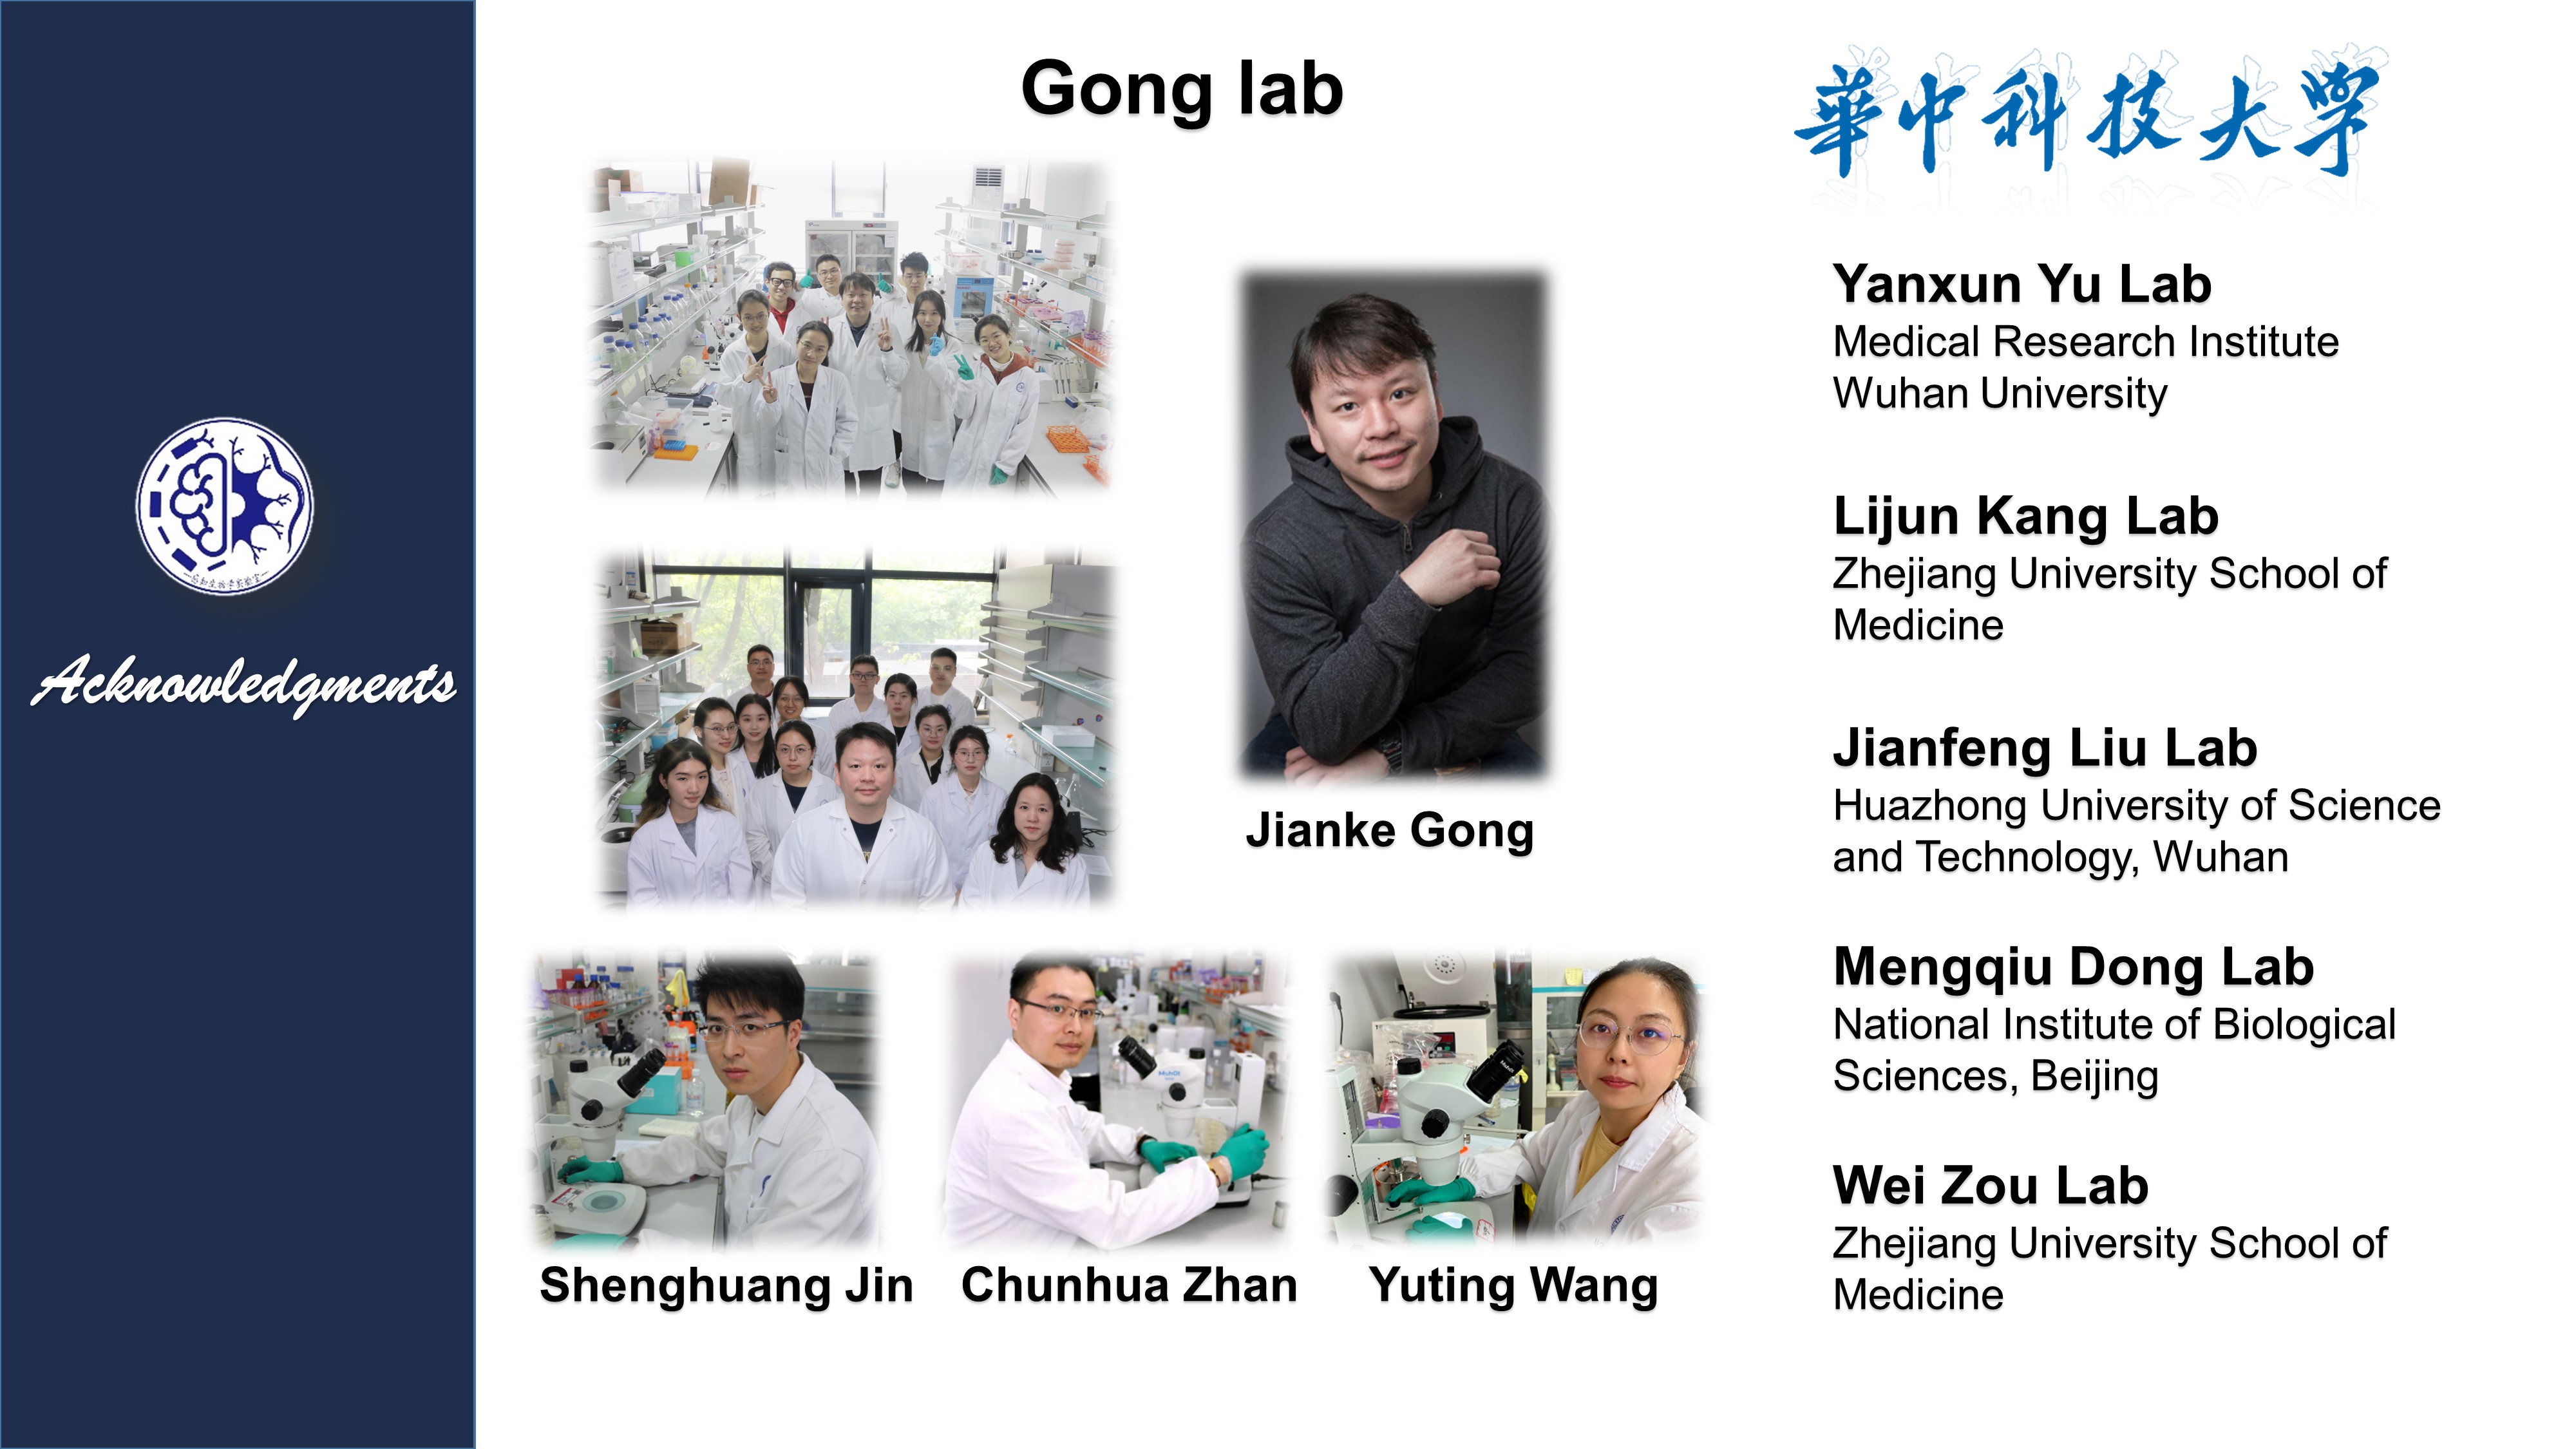 Acknowledgments
Gong lab
Jianke Gong
Shenghuang Jin
Chunhua Zhan
Yuting Wang
華中科技大學
Yanxun Yu Lab
Medical Research Institute
Wuhan University
Lijun Kang Lab
Zhejiang University School of
Medicine
Jianfeng Liu Lab
Huazhong University of Science
and Technology, Wuhan
Mengqiu Dong Lab
National Institute of Biological
Sciences, Beijing
Wei Zou Lab
Zhejiang University School of
Medicine